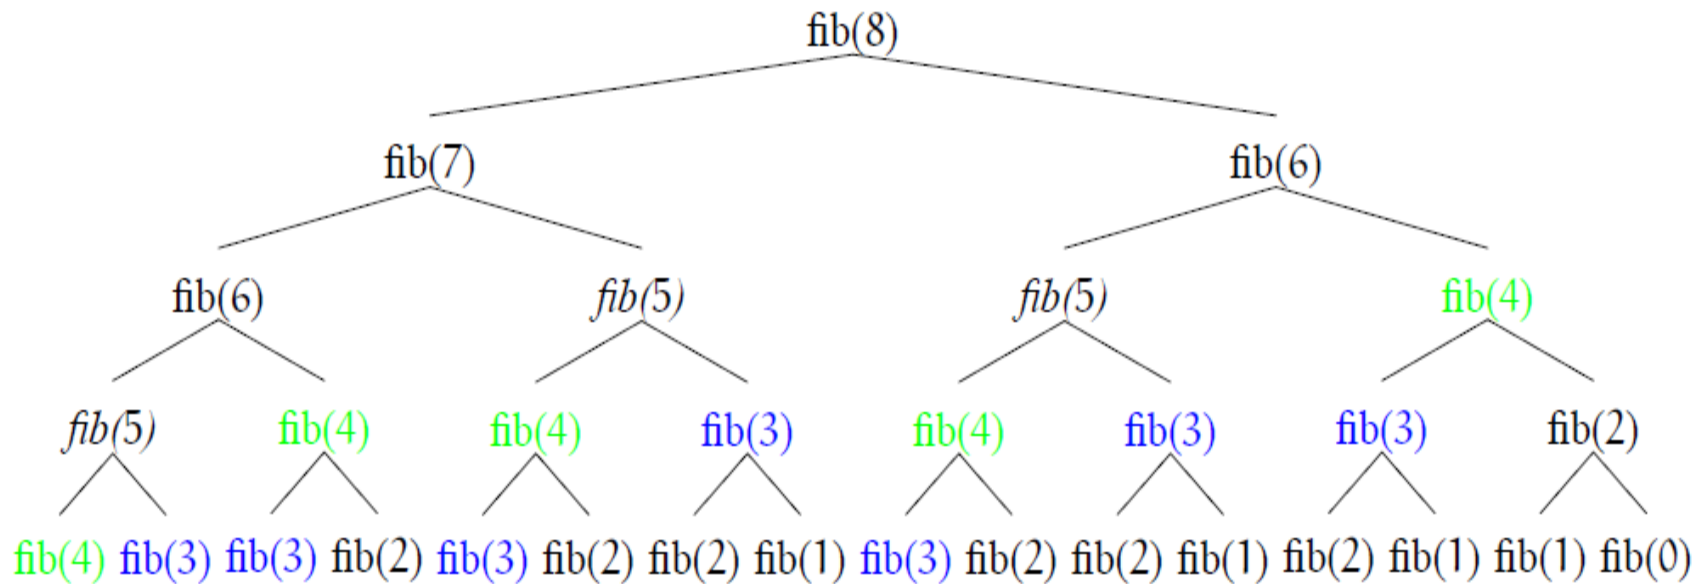 fib(8)
fib(7) fib(6)
fib(6) fib(5) fib(5) fib(4)
fib(5) fib(4) fib(4) fib(3) fib(4) fib(3) fib(3) fib(2)
fib(4) fib(3) fib(3) fib(2) fib(3) fib(2) fib(2) fib(1) fib(3) fib(2) fib(2) fib(1) fib(2) fib(1) fib(1) fib(0)